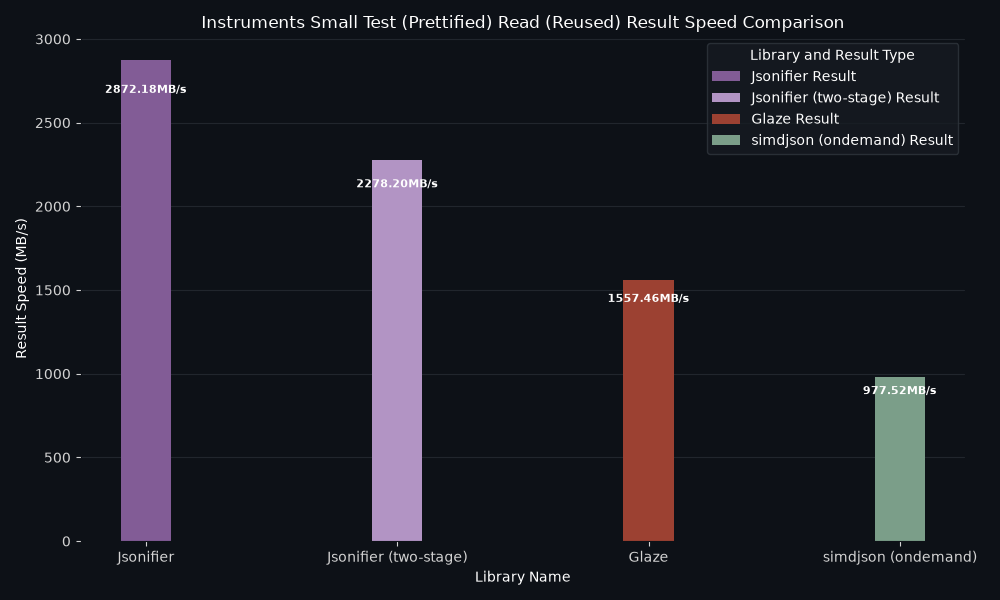 Instruments Small Test (Prettified) Read (Reused) Result Speed Comparison
Library and Result Type
Jsonifier Result
Jsonifier (two-stage) Result
Glaze Result
simdjson (ondemand) Result
Result Speed (MB/s)
3000
2500
2000
1500
1000
500
0
2872.18MB/s
2278.20MB/s
1557.46MB/s
977.52MB/s
Jsonifier
Jsonifier (two-stage)
Glaze
simdjson (ondemand)
Library Name